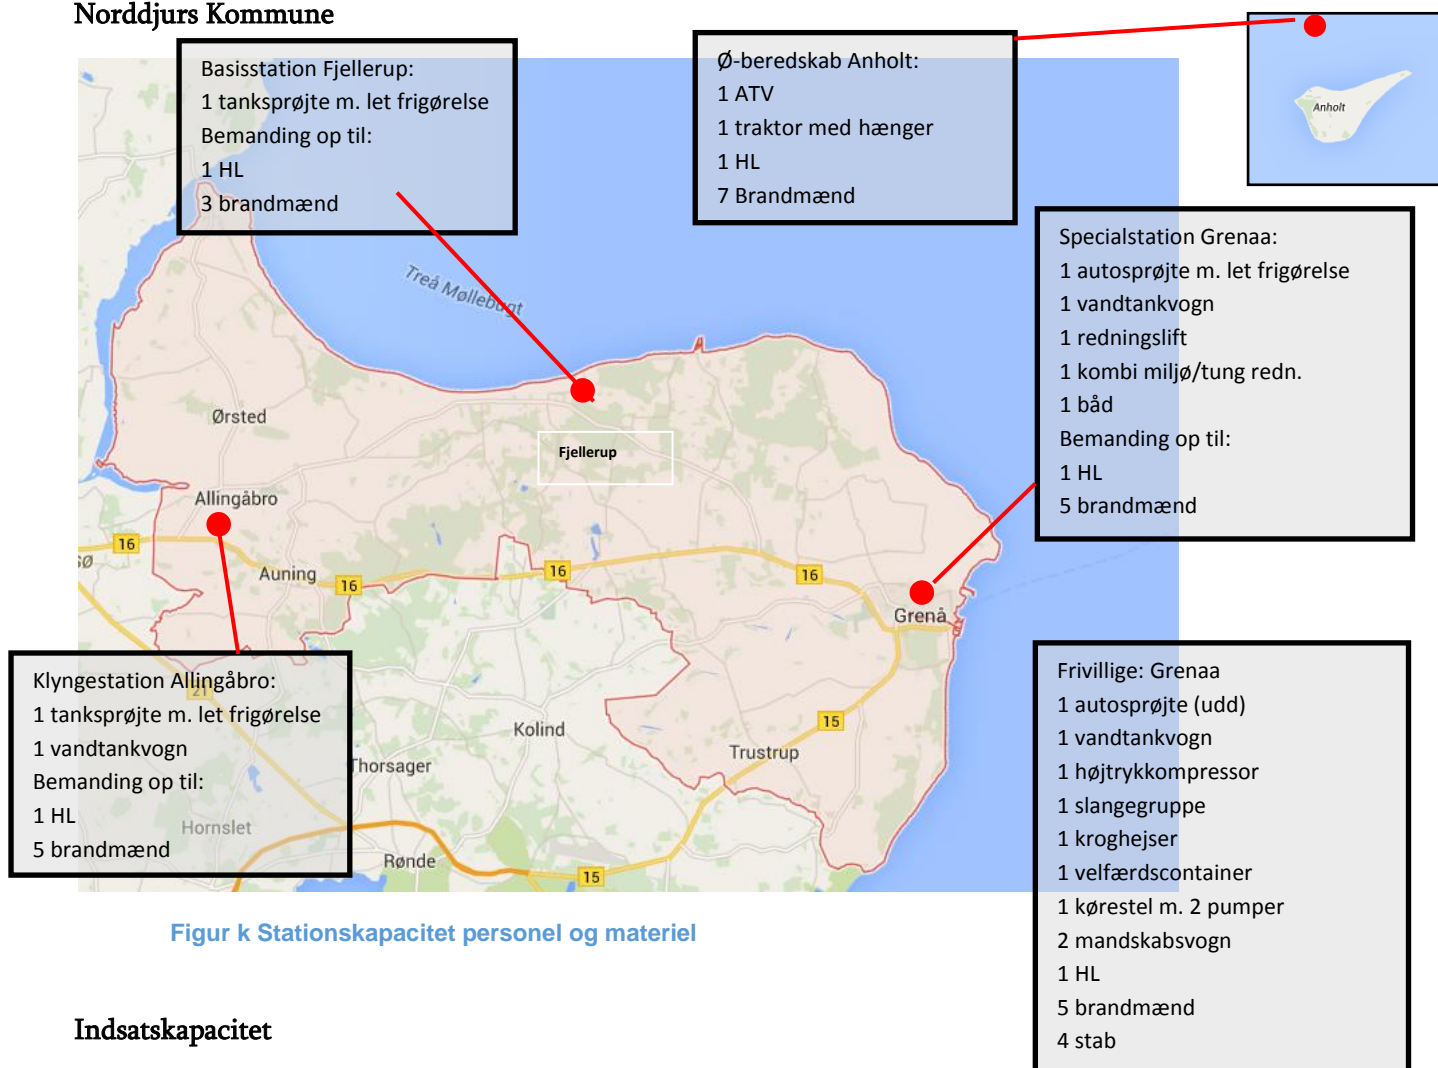 Norddjurs Kommune
Basisstation Fjellerup:
1 tanksprøjte m. let frigørelse
Bemanding op til:
1 HL
3 brandmænd
Ø-beredskab Anholt:
1 ATV
1 traktor med hænger
1 HL
7 Brandmænd
Anholt
Specialstation Grenaa:
1 autosprøjte m. let frigørelse
1 vandtankvogn
1 redningslift
1 kombi miljø/tung redn.
1 båd
Bemanding op til:
1 HL
5 brandmænd
Treå Møllebugt
Ørsted
Fjellerup
Allingåbro
16
sø
Auning
16
16
16
Grenå
Klyngestation Allingåbro:
1 tanksprøjte m. let frigørelse
1 vandtankvogn
Bemanding op til:
1 HL
5 brandmænd
21
Kolind
15
Trustrup
Thorsager
Hornslet
Rønde
15
Frivillige: Grenaa
1 autosprøjte (udd)
1 vandtankvogn
1 højtrykkompressor
1 slangegruppe
1 kroghejser
1 velfærdscontainer
1 kørestel m. 2 pumper
2 mandskabsvogn
1 HL
5 brandmænd
4 stab
Figur k Stationskapacitet personel og materiel
Indsatskapacitet